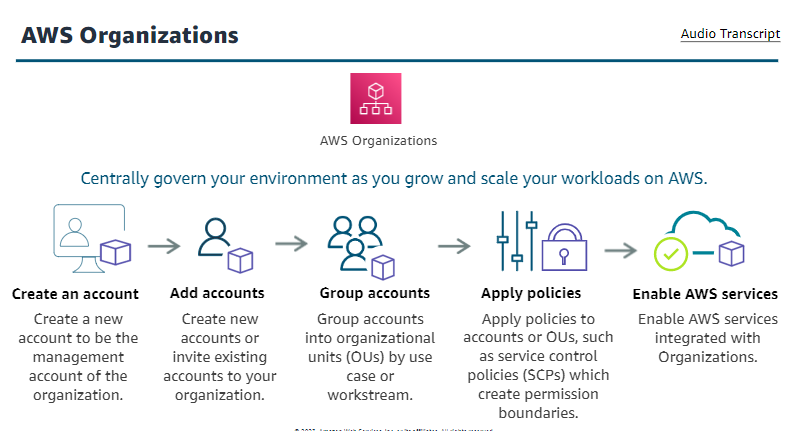 AWS Organizations
Audio Transcript
AWS Organizations
Centrally govern your environment as you grow and scale your workloads on AWS.
Create an account
Create a new
account to be the
management
account of the
organization.
Add accounts
Create new
accounts or
invite existing
accounts to your
organization.
Group accounts
Group accounts
into organizational
units (OUs) by use
case or
workstream.
Apply policies
Apply policies to
accounts or OUs, such
as service control
policies (SCPs) which
create permission
boundaries.
Enable AWS services
Enable AWS services
integrated with
Organizations.